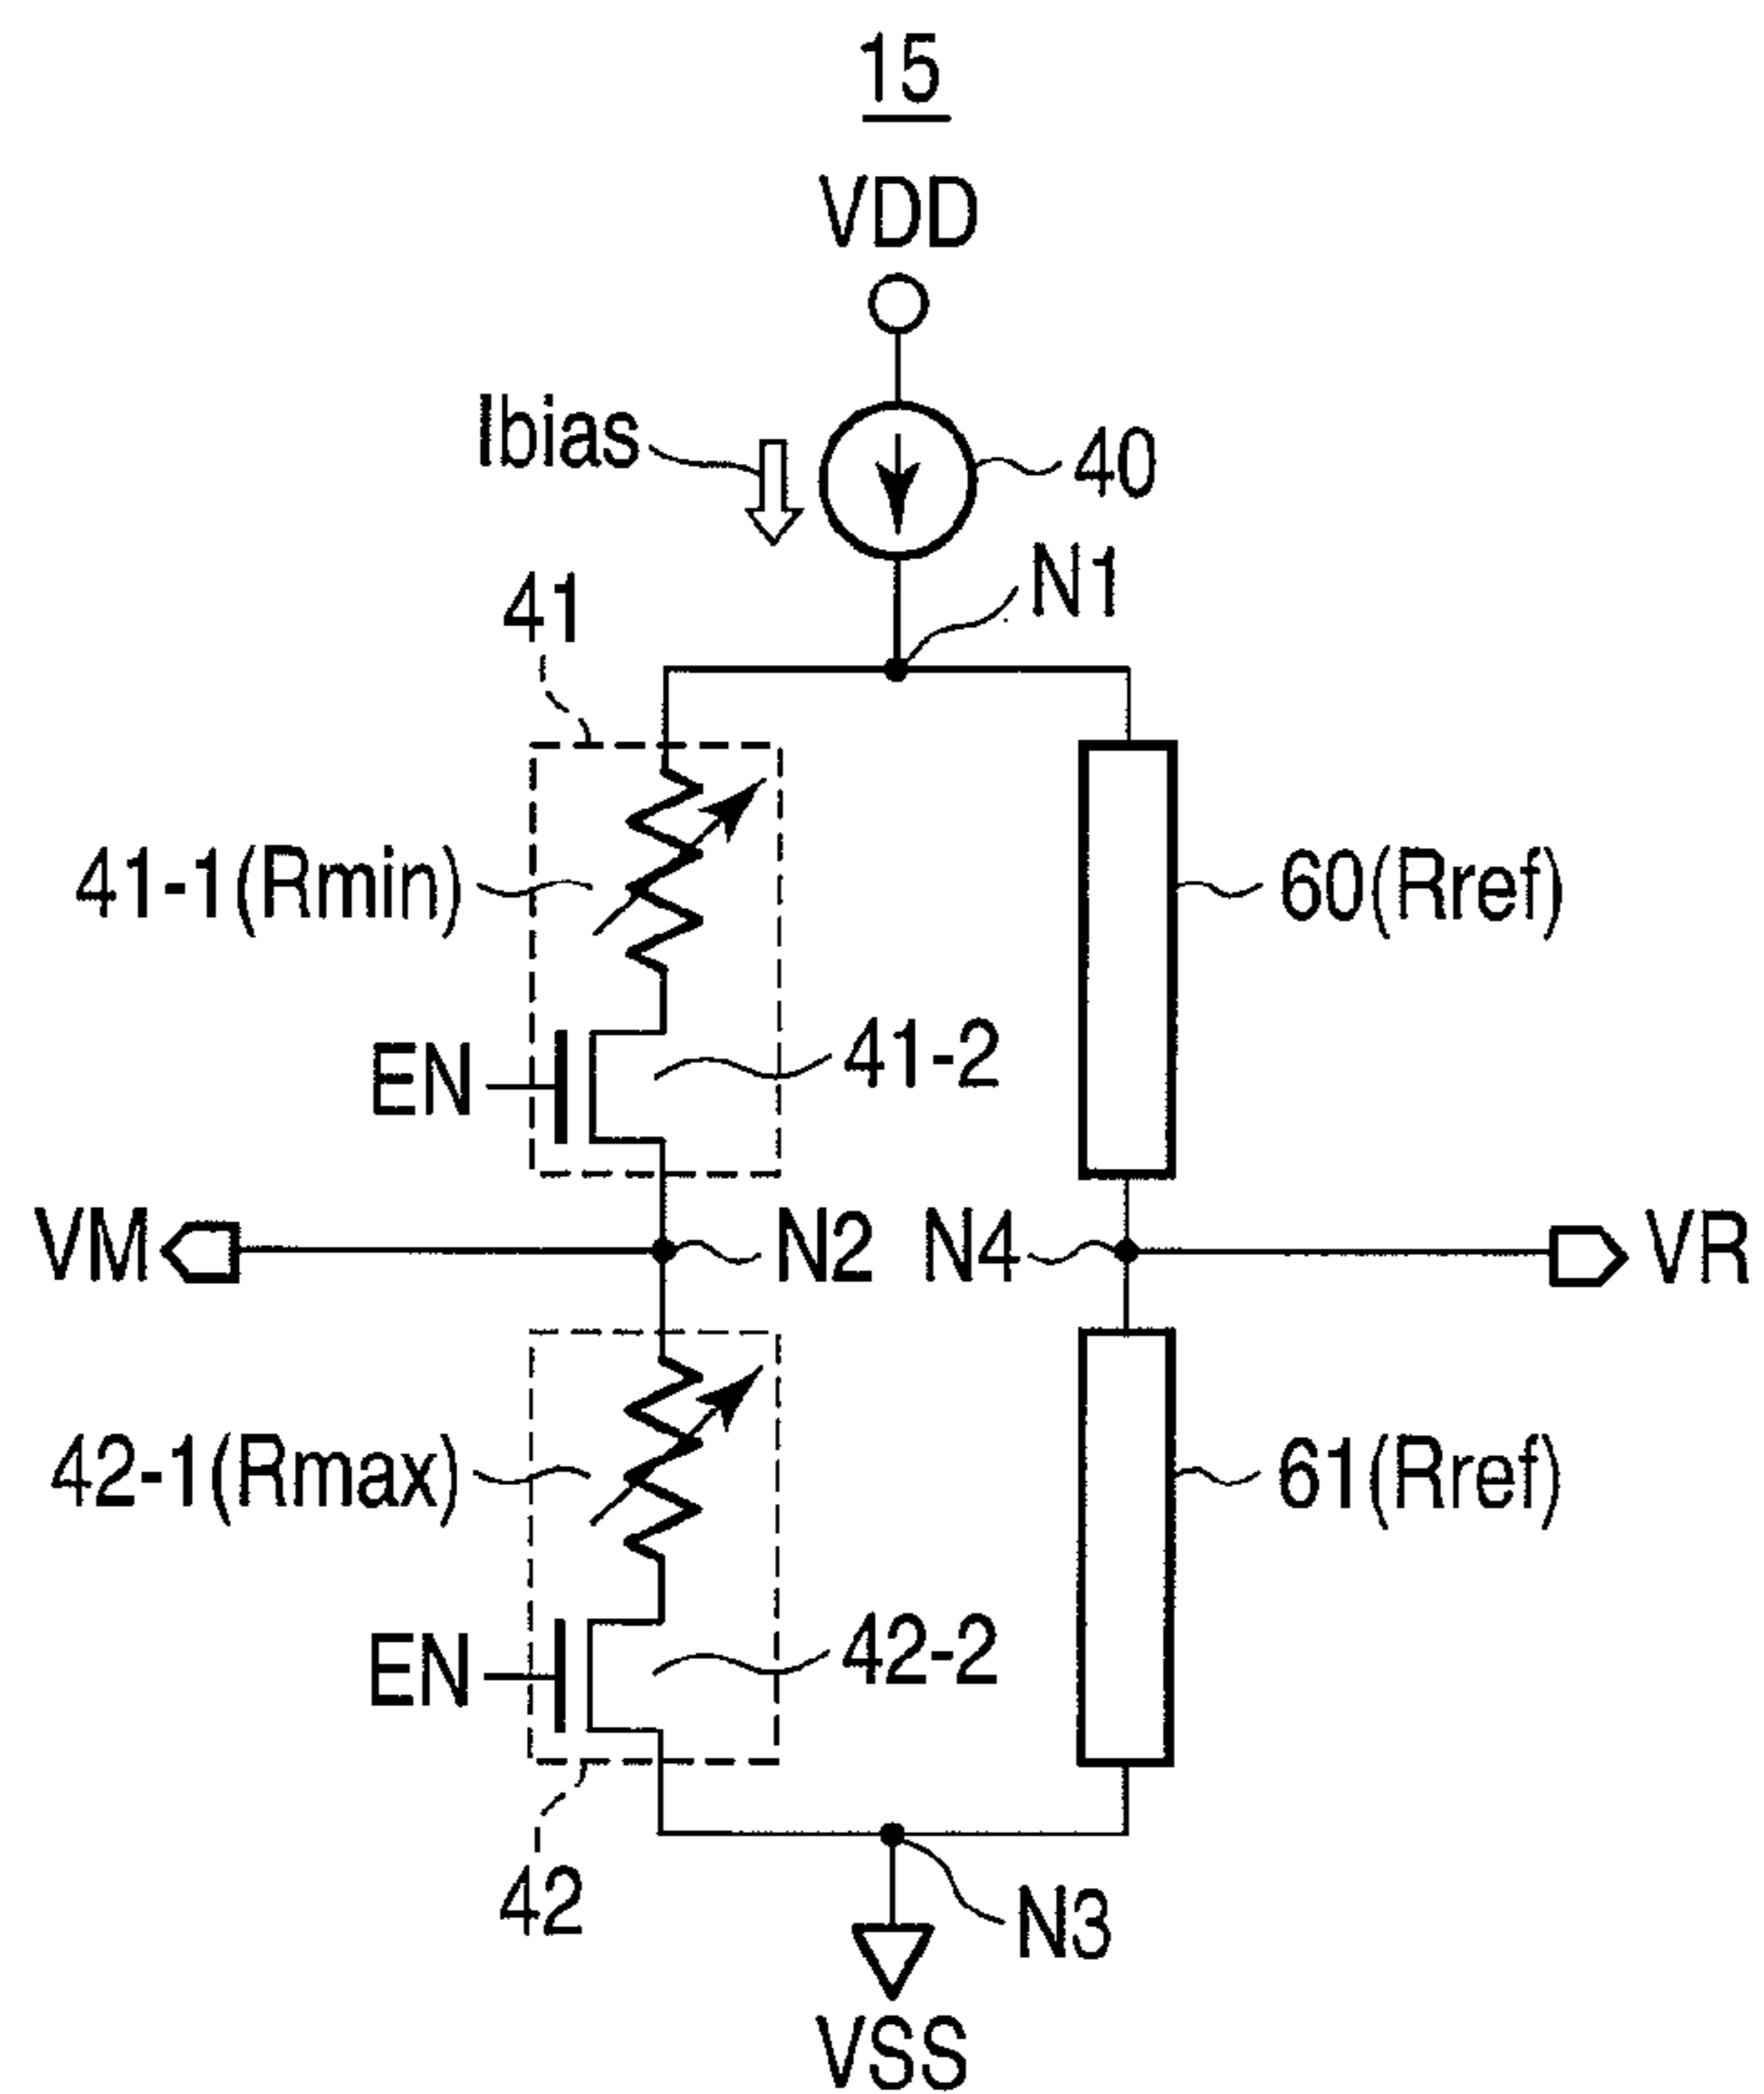 15
VDD
Ibias
40
N1
41
41-1(Rmin)
60(Rref)
EN
41-2
VM
N2
N4
VR
42-1(Rmax)
61(Rref)
EN
42-2
42
N3
VSS